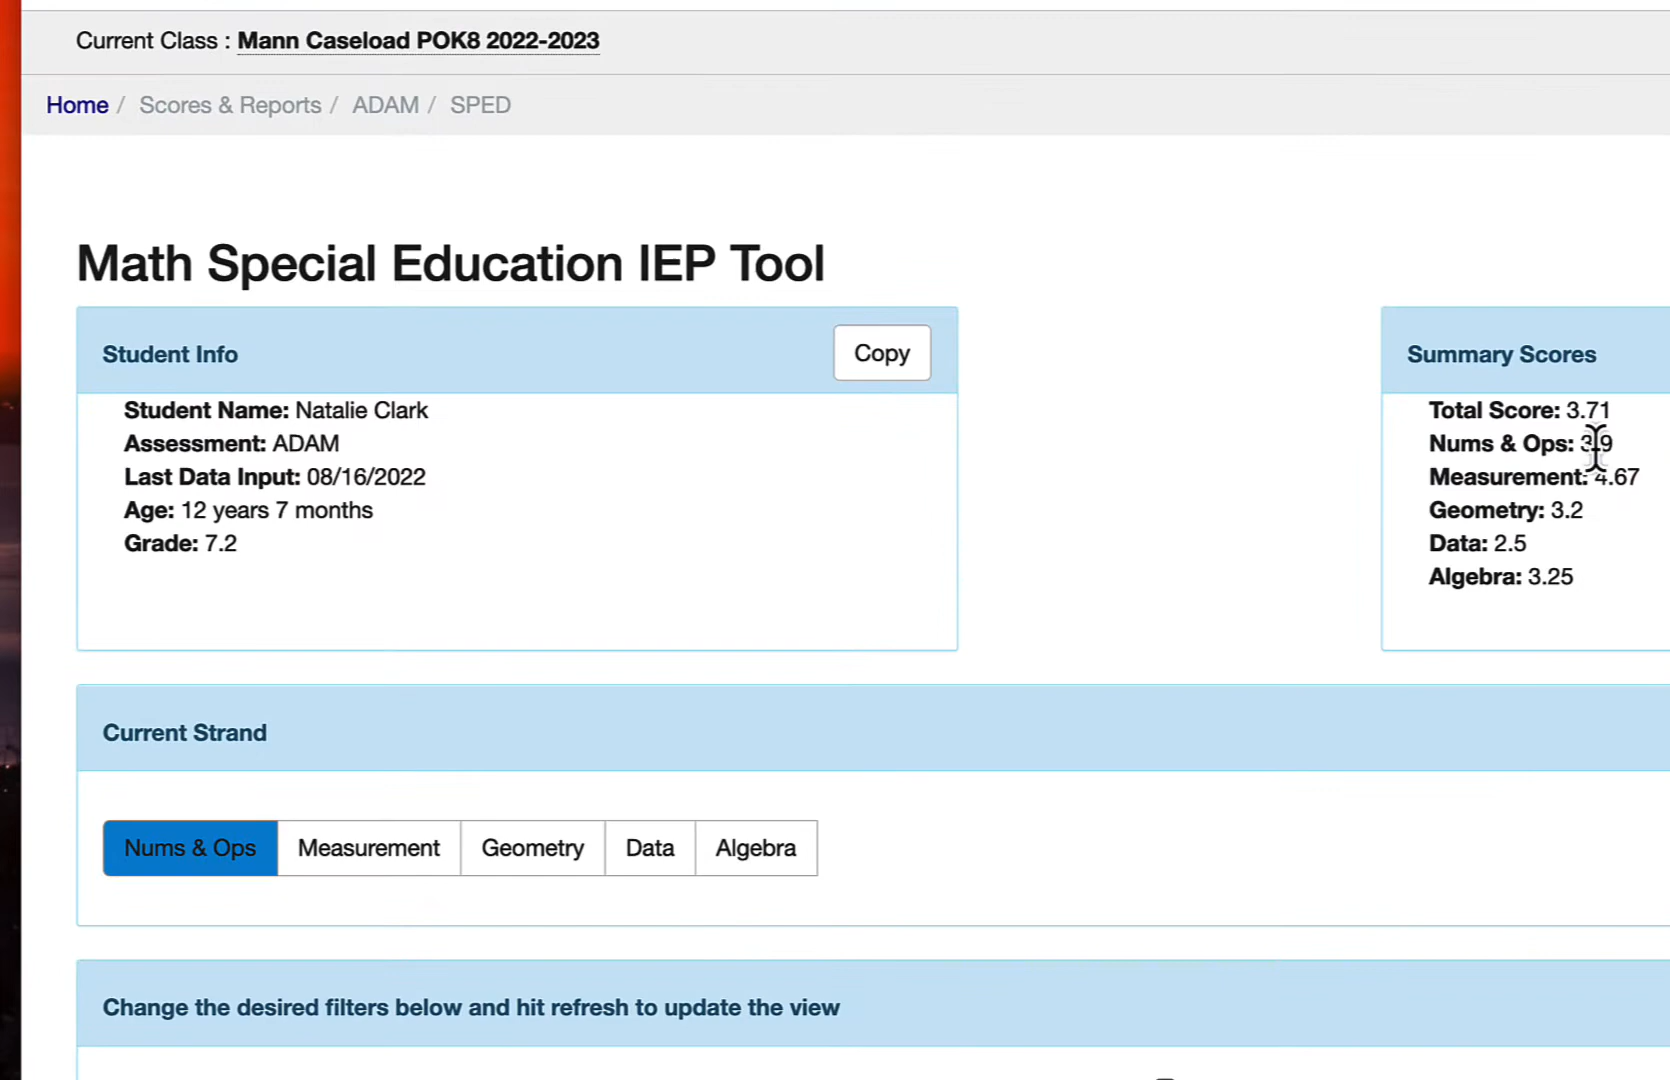 Current Class : Mann Caseload POK8 2022-2023
Home / Scores & Reports / ADAM / SPED
Math Special Education IEP Tool
Student Info
Copy
Student Name: Natalie Clark
Assessment: ADAM
Last Data Input: 08/16/2022
Age: 12 years 7 months
Grade: 7.2
Summary Scores
Total Score: 3.71
Nums & Ops: 3.9
Measurement: 4.67
Geometry: 3.2
Data: 2.5
Algebra: 3.25
Current Strand
Nums & Ops
Measurement
Geometry
Data
Algebra
Change the desired filters below and hit refresh to update the view